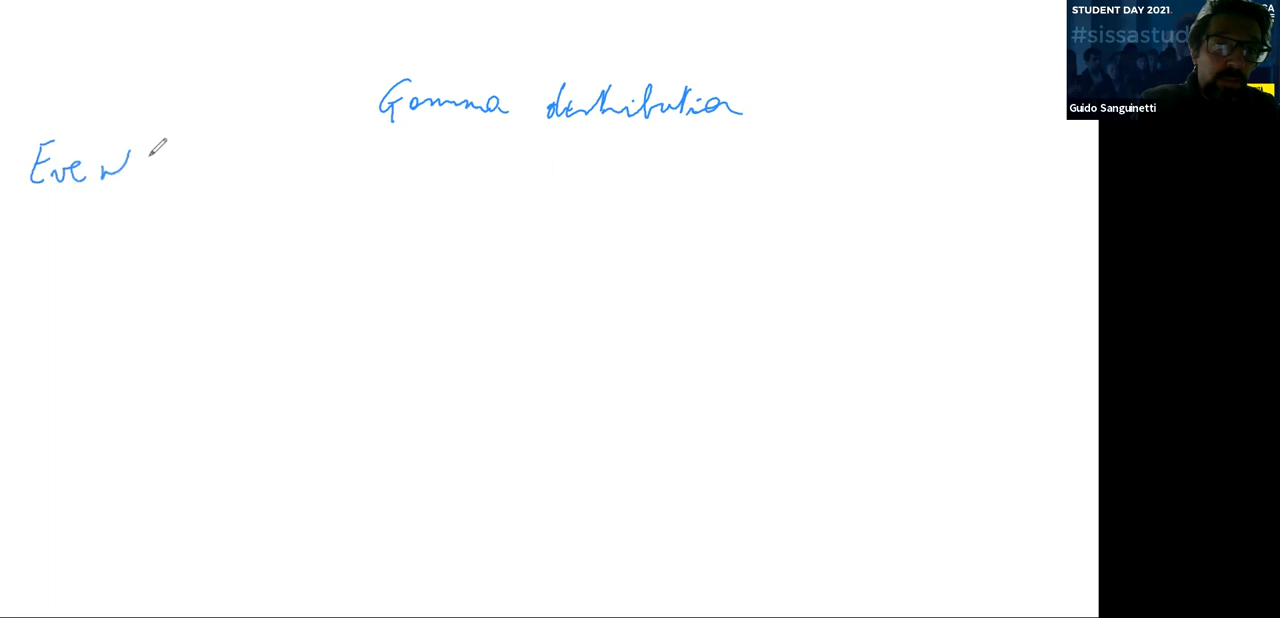 STUDENT DAY 2021.
#sissastud
Guido Sanguinetti
Gamma distribution
Even